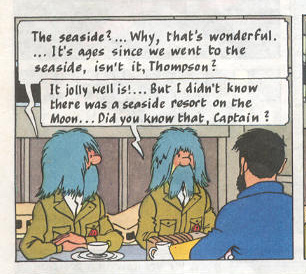 The seaside?... Why, that's wonderful.
... It's ages since we went to the
seaside, isn't it, Thompson?
It jolly well is!... But I didn't know
there was a seaside resort on the
Moon... Did you know that, Captain?